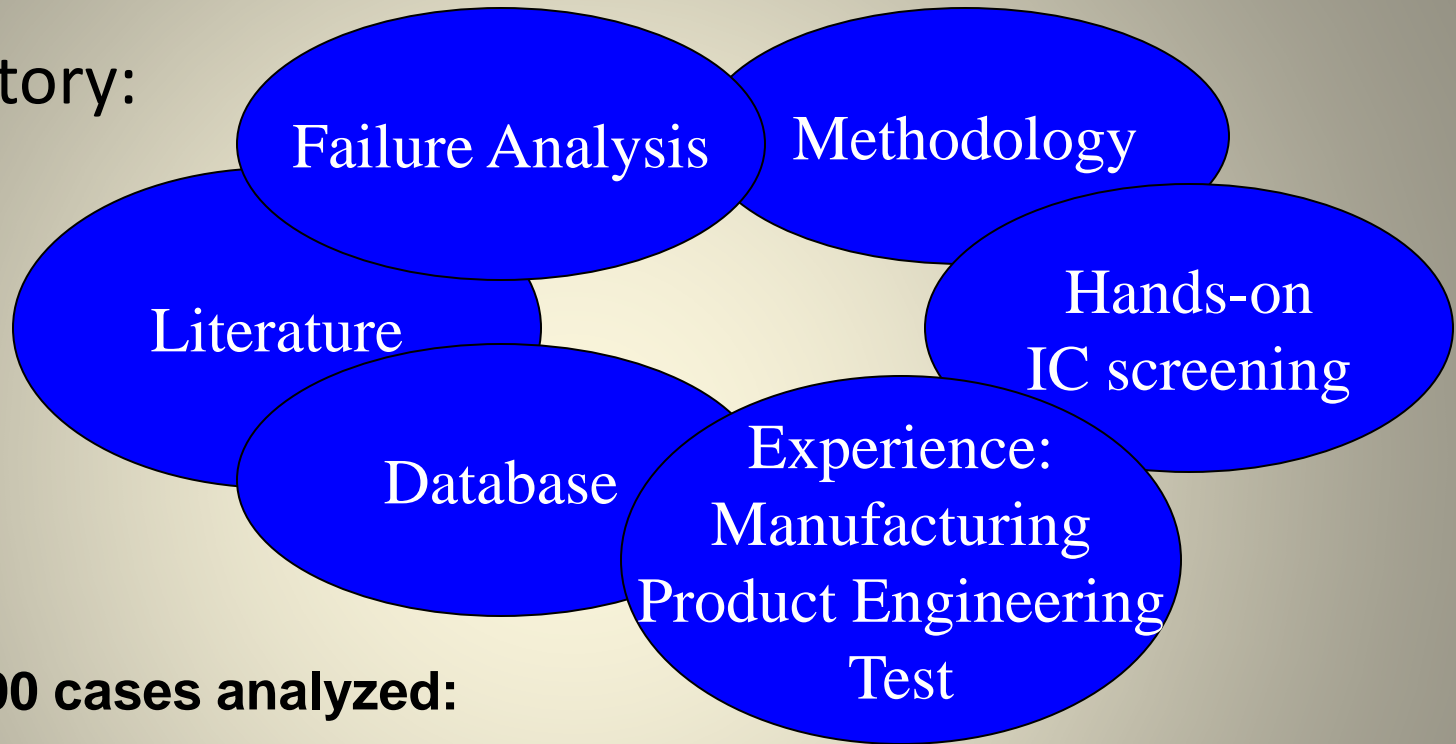 tory:
Failure Analysis
Methodology
Literature
Hands-on
IC screening
Database
Experience:
Manufacturing
Product Engineering
Test
00 cases analyzed: